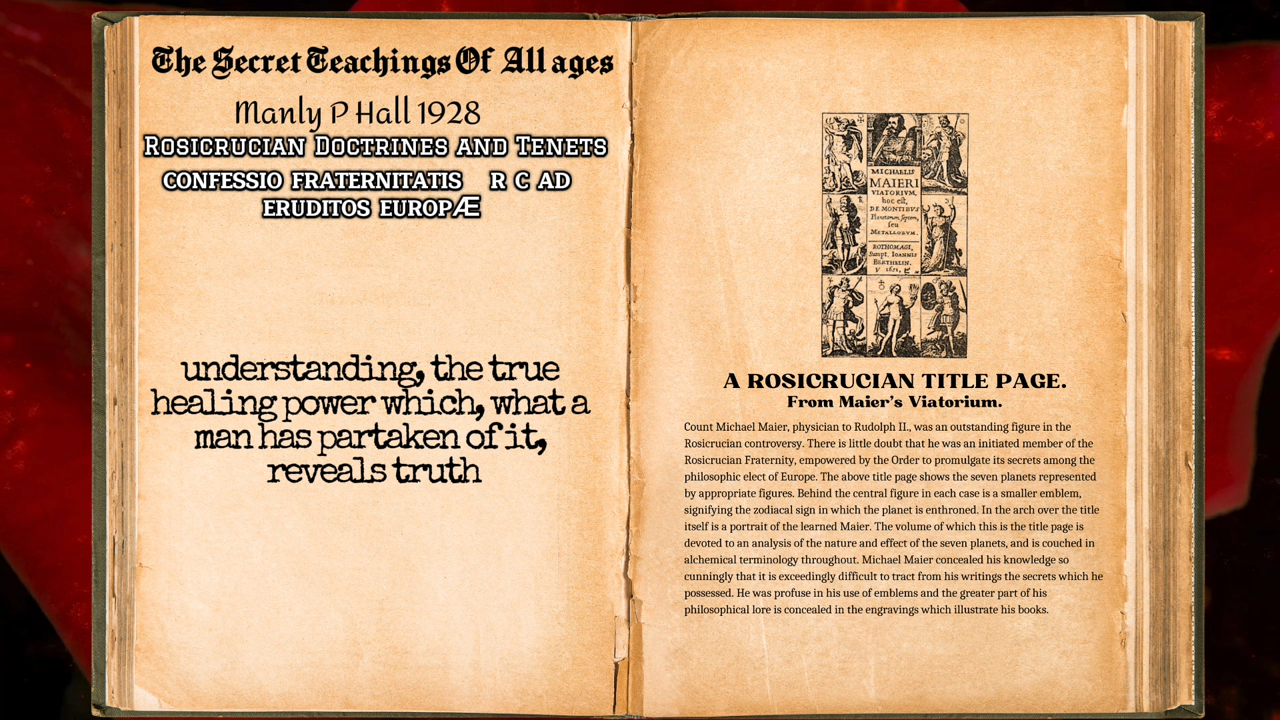 The Secret Teachings Of All ages
Manly P Hall 1928
Rosicrucian Doctrines and Tenets
CONFESSIO FRATERNITATIS R C AD
ERUDITOS EUROPÆ
understanding, the true
healing power which, what a
man has partaken of it,
reveals truth
MICHAELIS
MAIERI
VIATORIVM,
hoc est,
DE MONTIBVS
Planetarum septem,
seu
METALLORVM.
ROTHOMAGI,
Sumpt. IOANNIS
BERTHELIN.
A ROSICRUCIAN TITLE PAGE.
From Maier's Viatorium.
Count Michael Maier, physician to Rudolph II., was an outstanding figure in the
Rosicrucian controversy. There is little doubt that he was an initiated member of the
Rosicrucian Fraternity, empowered by the Order to promulgate its secrets among the
philosophic elect of Europe. The above title page shows the seven planets represented
by appropriate figures. Behind the central figure in each case is a smaller emblem,
signifying the zodiacal sign in which the planet is enthroned. In the arch over the title
itself is a portrait of the learned Maier. The volume of which this is the title page is
devoted to an analysis of the nature and effect of the seven planets, and is couched in
alchemical terminology throughout. Michael Maier concealed his knowledge so
cunningly that it is exceedingly difficult to tract from his writings the secrets which he
possessed. He was profuse in his use of emblems and the greater part of his
philosophical lore is concealed in the engravings which illustrate his books.